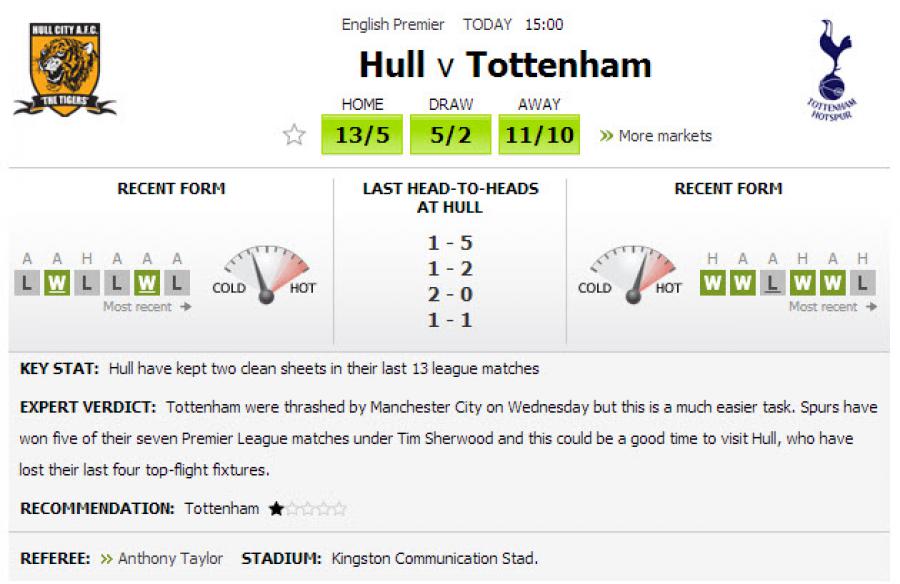 HULL CITY A.F.C.
"THE TIGERS"
English Premier TODAY 15:00
Hull v Tottenham
TOTTENHAM
HOTSPUR
HOME DRAW AWAY
13/5 5/2 11/10 » More markets
RECENT FORM
A A H A A A
L W L L W L
COLD HOT
Most recent →
LAST HEAD-TO-HEADS
AT HULL
1 - 5
1 - 2
2 - 0
1 - 1
RECENT FORM
COLD HOT
H A A H A H
W W L W W L
Most recent →
KEY STAT: Hull have kept two clean sheets in their last 13 league matches
EXPERT VERDICT: Tottenham were thrashed by Manchester City on Wednesday but this is a much easier task. Spurs have
won five of their seven Premier League matches under Tim Sherwood and this could be a good time to visit Hull, who have
lost their last four top-flight fixtures.
RECOMMENDATION: Tottenham ★☆☆☆☆
REFEREE: » Anthony Taylor STADIUM: Kingston Communication Stad.